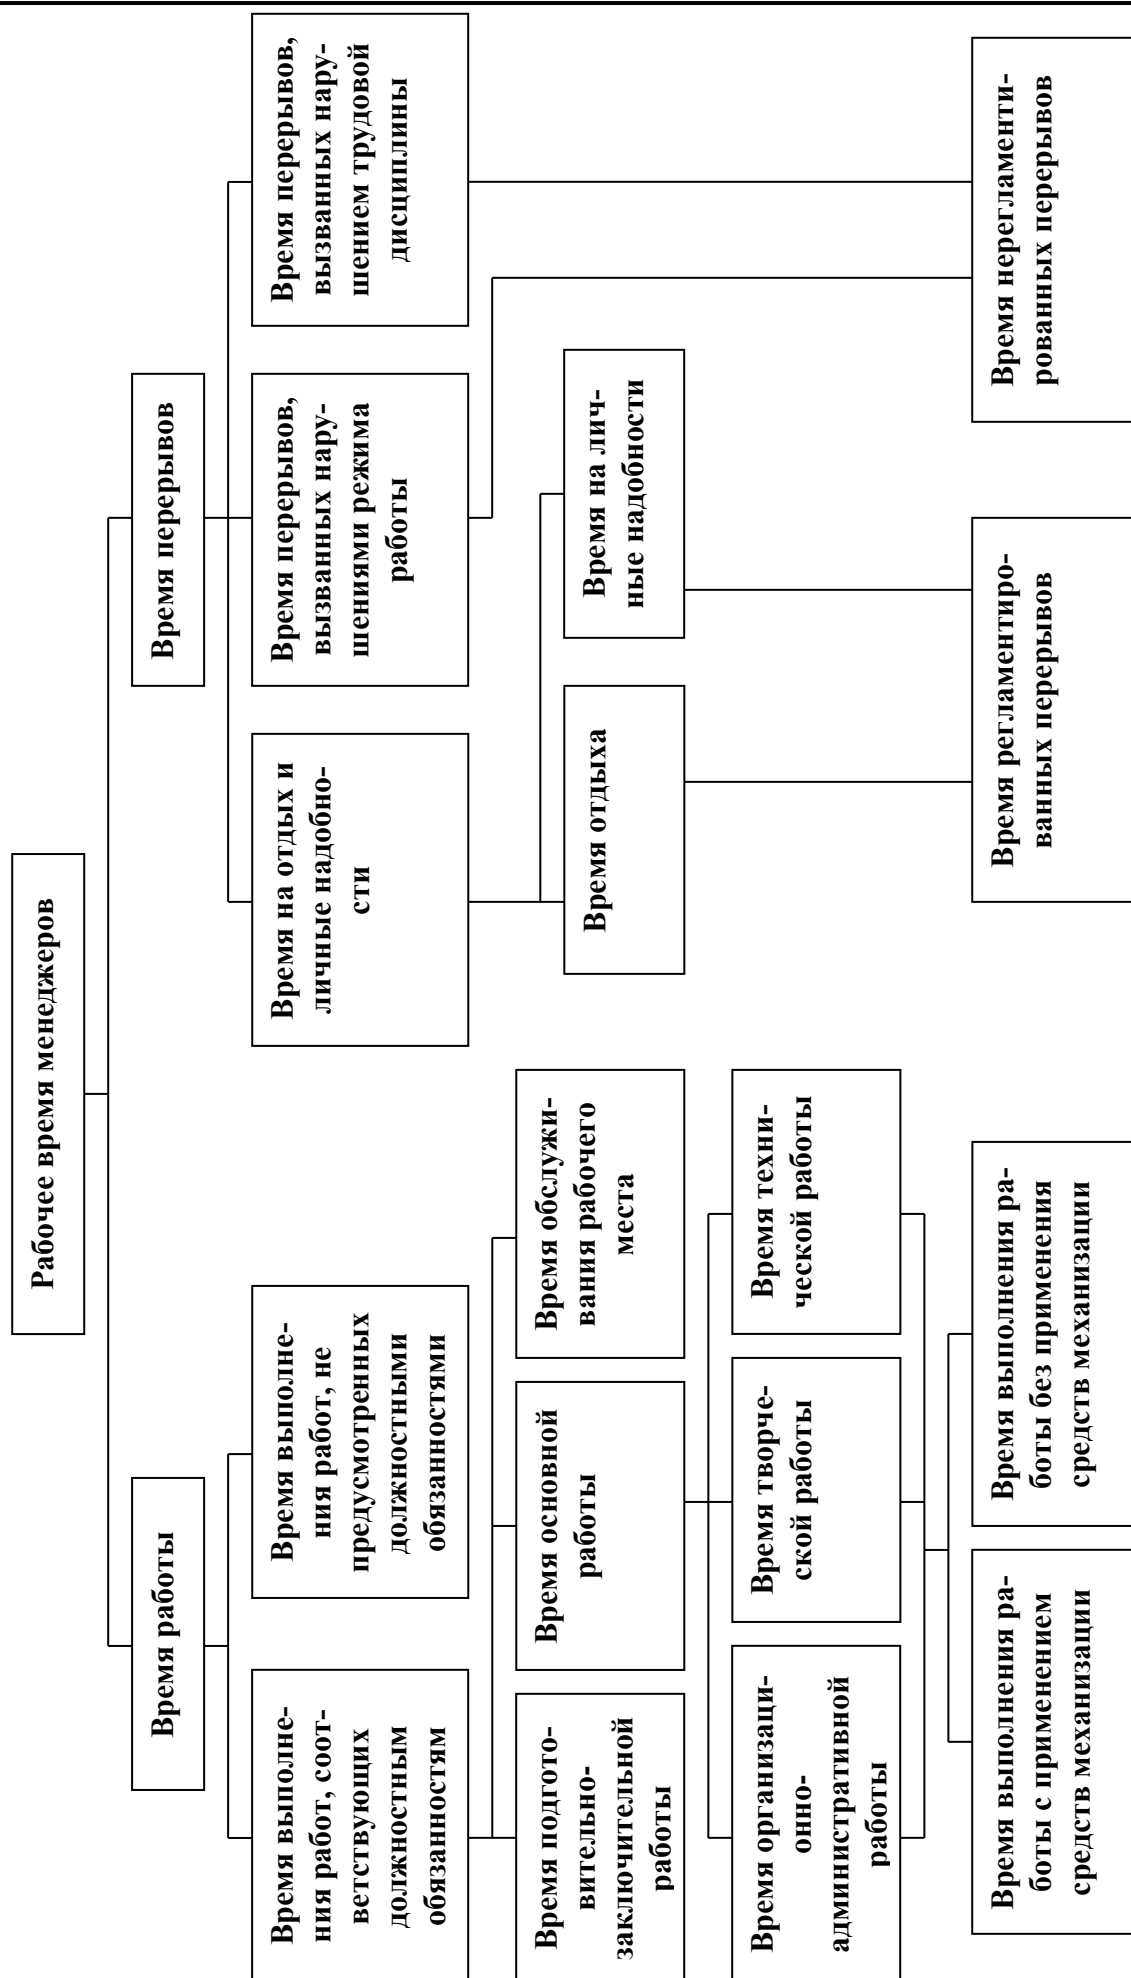 Рабочее время менеджеров
Время работы
Время перерывов
Время выполне-
ния работ, соот-
ветствующих
должностным
обязанностям
Время выполне-
ния работ, не
предусмотренных
должностными
обязанностями
Время на отдых и
личные надобно-
сти
Время перерывов,
вызванных нару-
шениями режима
работы
Время перерывов,
вызванных нару-
шением трудовой
дисциплины
Время подгото-
вительно-
заключительной
работы
Время основной
работы
Время обслужи-
вания рабочего
места
Время отдыха
Время на лич-
ные надобности
Время организаци-
онно-
административной
работы
Время творче-
ской работы
Время техни-
ческой работы
Время выполнения ра-
боты с применением
средств механизации
Время выполнения ра-
боты без применения
средств механизации
Время регламентиро-
ванных перерывов
Время нерегламенти-
рованных перерывов